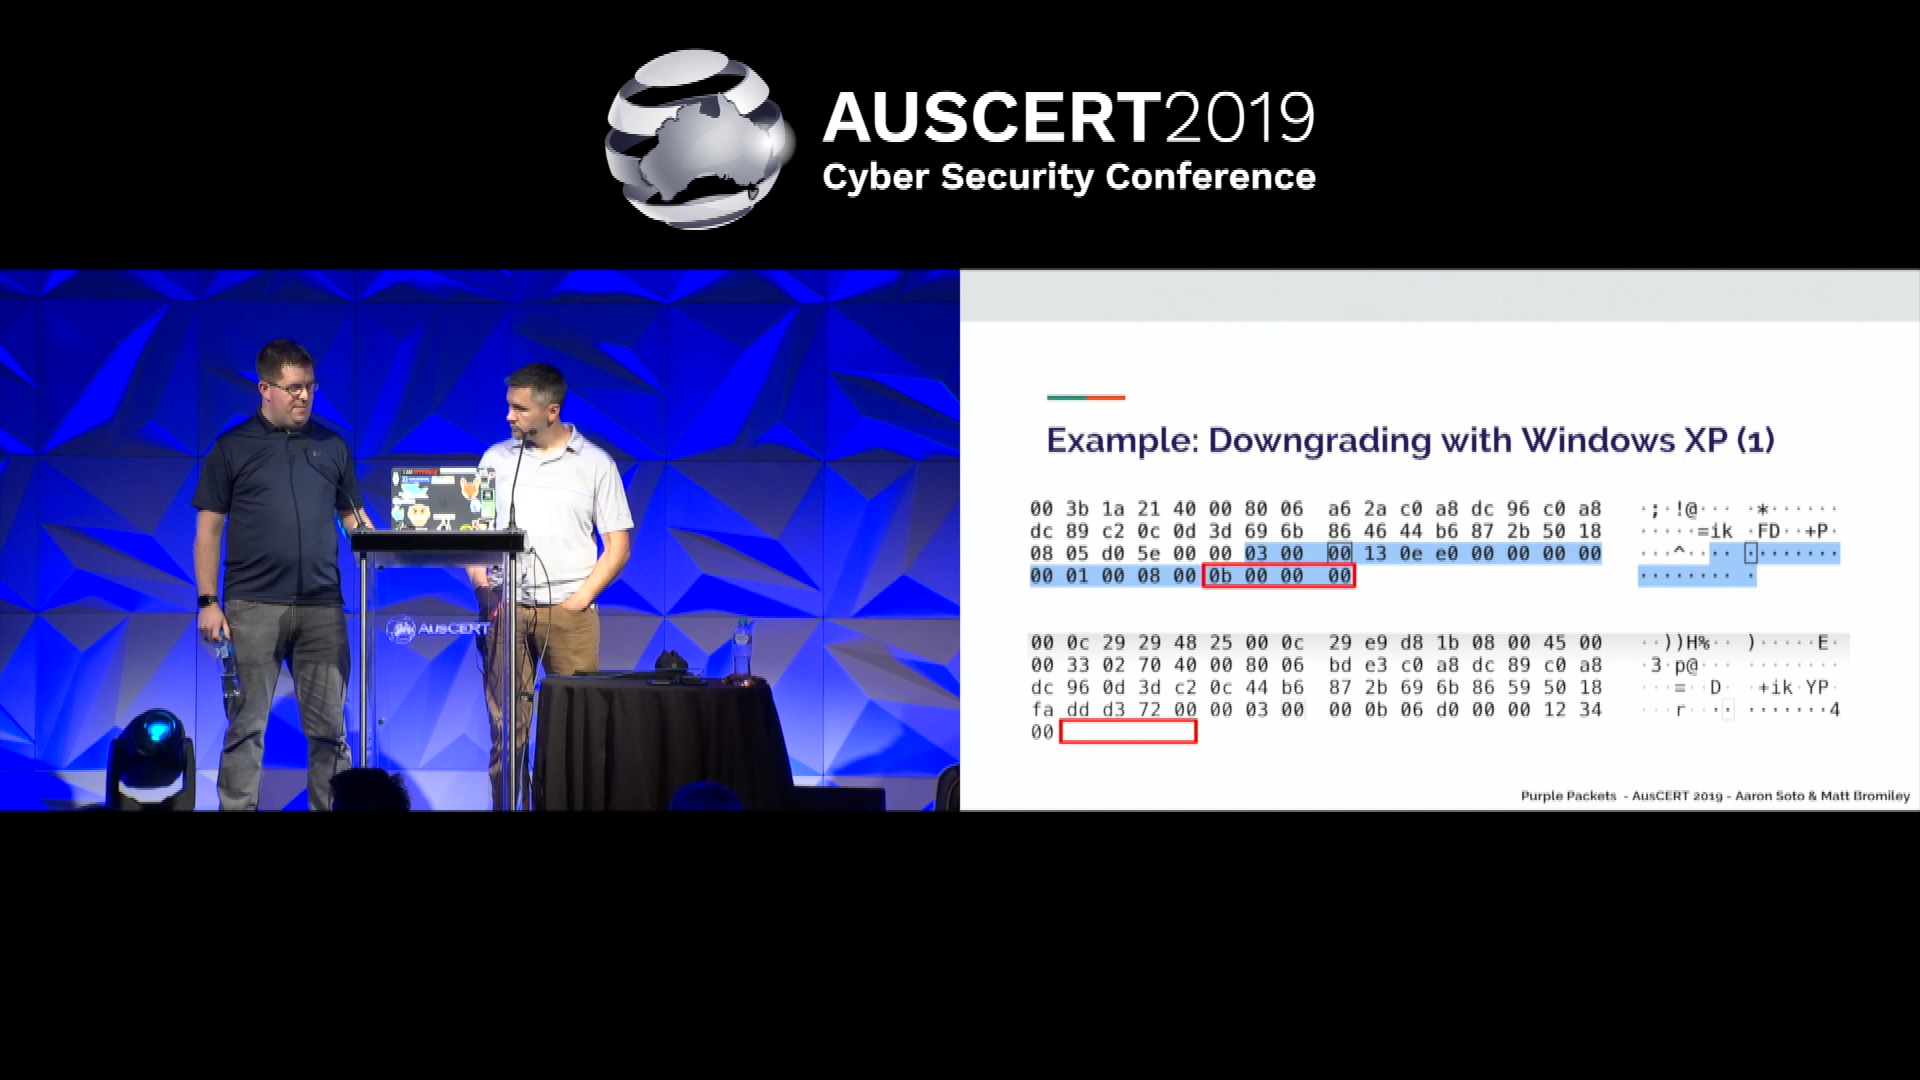 AUSCERT2019
Cyber Security Conference
AUSCERT
Example: Downgrading with Windows XP (1)
00 3b 1a 21 40 00 80 06 a6 2a c0 a8 dc 96 c0 a8 ·;·!@··· ·*······
dc 89 c2 0c 0d 3d 69 6b 86 46 44 b6 87 2b 50 18 ·····=ik ·FD··+P·
08 05 d0 5e 00 00 03 00 00 13 0e e0 00 00 00 00 ···^···· ········
00 01 00 08 00 0b 00 00 00 ········ ·
00 0c 29 29 48 25 00 0c 29 e9 d8 1b 08 00 45 00 ··))H%·· )·····E·
00 33 02 70 40 00 80 06 bd e3 c0 a8 dc 89 c0 a8 ·3·p@··· ········
dc 96 0d 3d c2 0c 44 b6 87 2b 69 6b 86 59 50 18 ···=··D· ·+ik·YP·
fa dd d3 72 00 00 03 00 00 0b 06 d0 00 00 12 34 ···r···· ·······4
00
Purple Packets - AusCERT 2019 - Aaron Soto & Matt Bromiley